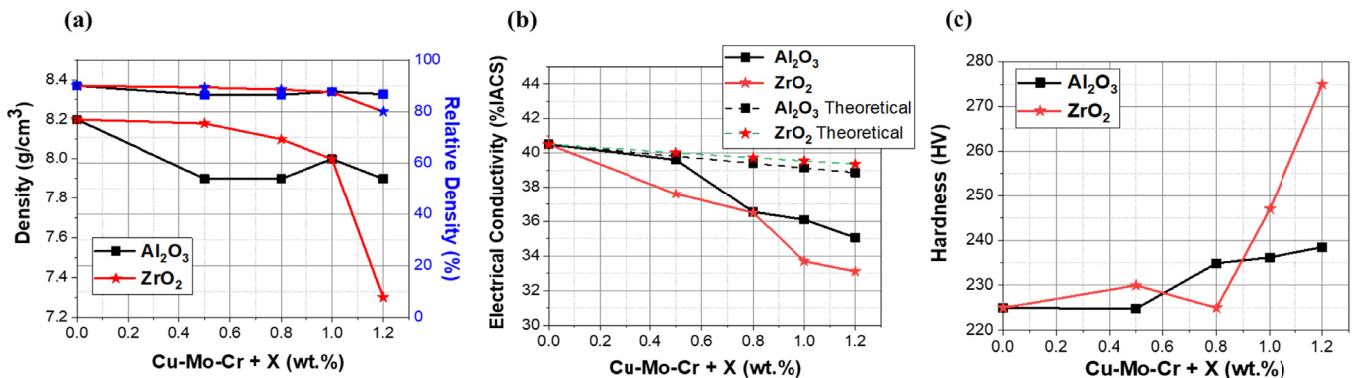 (a)
Density (g/cm³)
8.4
8.2
8.0
7.8
7.6
7.4
7.2
Al₂O₃
ZrO₂
0.0 0.2 0.4 0.6 0.8 1.0 1.2
Cu-Mo-Cr + X (wt.%)
100
80
60
40
20
0
Relative Density (%)
(b)
Electrical Conductivity (%IACS)
44
42
40
38
36
34
32
30
Al₂O₃
ZrO₂
Al₂O₃ Theoretical
ZrO₂ Theoretical
0.0 0.2 0.4 0.6 0.8 1.0 1.2
Cu-Mo-Cr + X (wt.%)
(c)
Hardness (HV)
280
270
260
250
240
230
220
Al₂O₃
ZrO₂
0.0 0.2 0.4 0.6 0.8 1.0 1.2
Cu-Mo-Cr + X (wt.%)